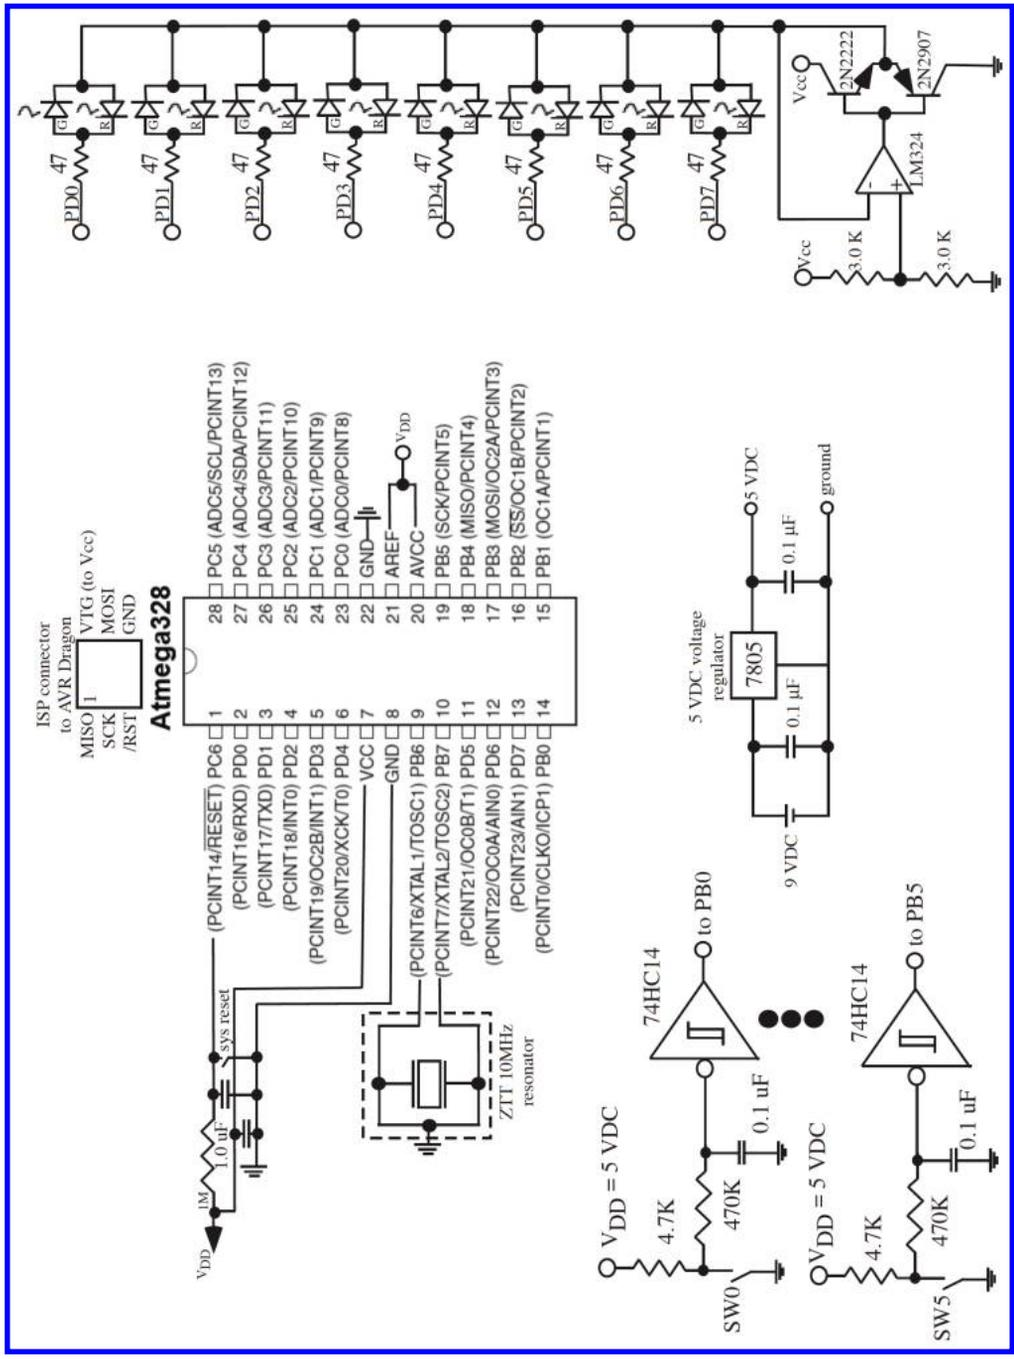 ISP connector
to AVR Dragon
MISO 1 VTG (to Vcc)
SCK MOSI
/RST GND
Atmega328
(PCINT14/RESET) PC6 1
(PCINT16/RXD) PD0 2
(PCINT17/TXD) PD1 3
(PCINT18/INT0) PD2 4
(PCINT19/OC2B/INT1) PD3 5
(PCINT20/XCK/T0) PD4 6
VCC 7
GND 8
(PCINT6/XTAL1/TOSC1) PB6 9
(PCINT7/XTAL2/TOSC2) PB7 10
(PCINT21/OC0B/T1) PD5 11
(PCINT22/OC0A/AIN0) PD6 12
(PCINT23/AIN1) PD7 13
(PCINT0/CLKO/ICP1) PB0 14
28 PC5 (ADC5/SCL/PCINT13)
27 PC4 (ADC4/SDA/PCINT12)
26 PC3 (ADC3/PCINT11)
25 PC2 (ADC2/PCINT10)
24 PC1 (ADC1/PCINT9)
23 PC0 (ADC0/PCINT8)
22 GND
21 AREF
20 AVCC
19 PB5 (SCK/PCINT5)
18 PB4 (MISO/PCINT4)
17 PB3 (MOSI/OC2A/PCINT3)
16 PB2 (SS/OC1B/PCINT2)
15 PB1 (OC1A/PCINT1)
VDD
VDD
1M
1.0 uF
sys reset
ZTT 10MHz
resonator
PD0 47 G R
PD1 47 G R
PD2 47 G R
PD3 47 G R
PD4 47 G R
PD5 47 G R
PD6 47 G R
PD7 47 G R
Vcc
3.0 K
3.0 K
- +
LM324
Vcc
2N2222
2N2907
VDD = 5 VDC
4.7K
470K
SW0
0.1 uF
74HC14
to PB0
VDD = 5 VDC
4.7K
470K
SW5
0.1 uF
74HC14
to PB5
5 VDC voltage
regulator
7805
9 VDC
0.1 µF
0.1 µF
5 VDC
ground